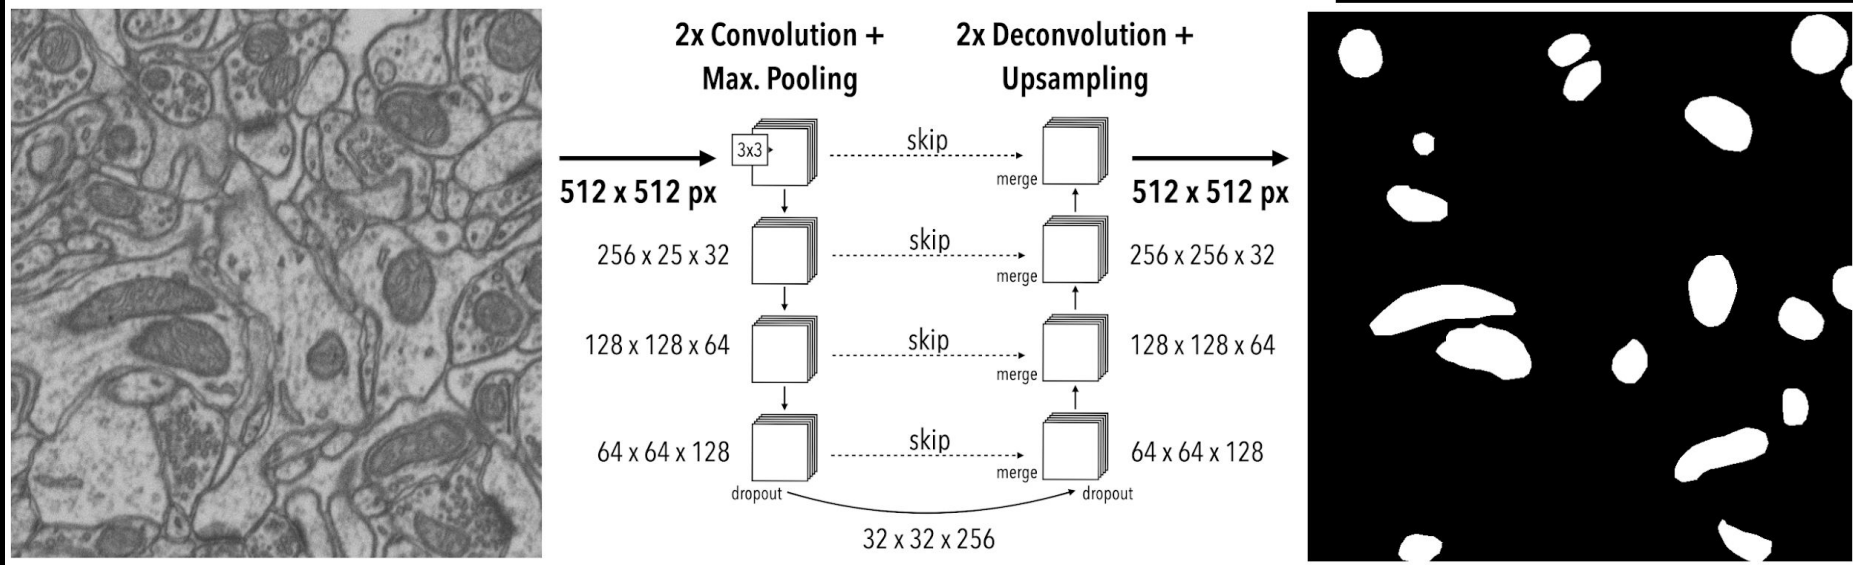 2x Convolution +
Max. Pooling
2x Deconvolution +
Upsampling
3x3
skip
merge
512 x 512 px
512 x 512 px
256 x 25 x 32
skip
merge
256 x 256 x 32
128 x 128 x 64
skip
merge
128 x 128 x 64
64 x 64 x 128
skip
merge
64 x 64 x 128
dropout
dropout
32 x 32 x 256